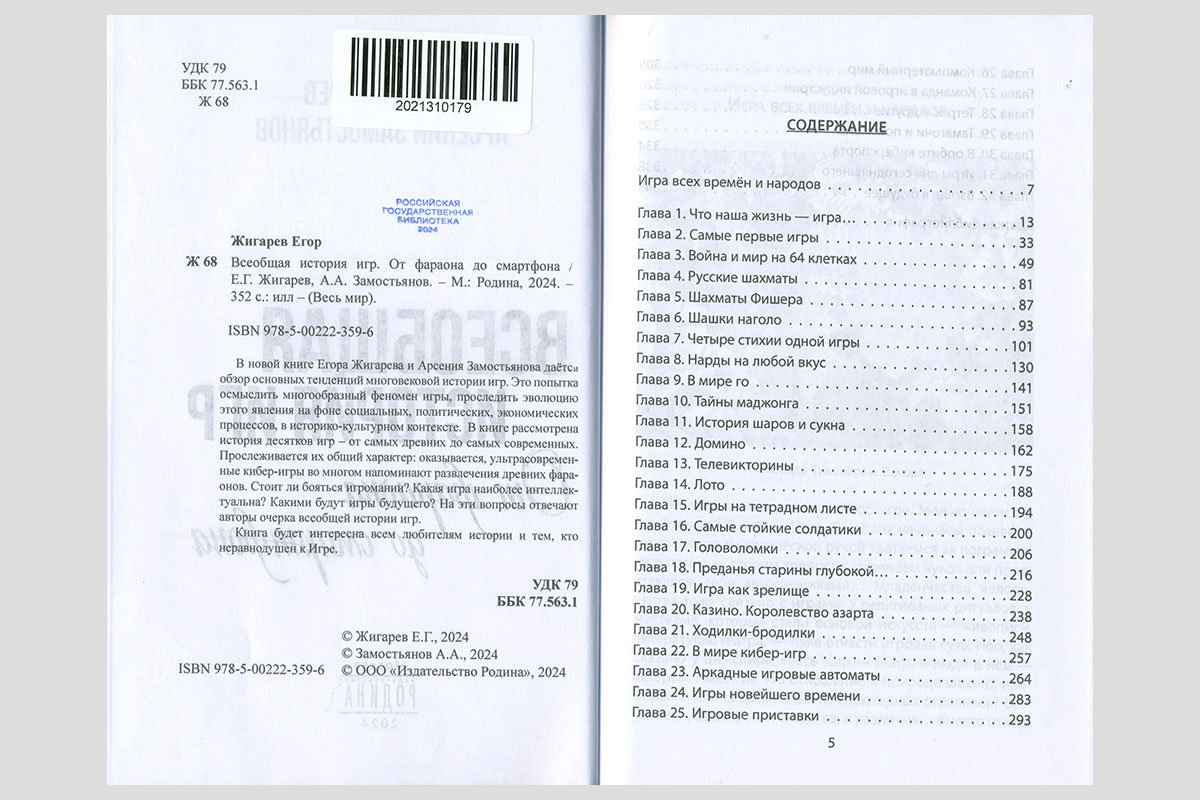 УДК 79
ББК 77.563.1
Ж 68
2021310179
РОССИЙСКАЯ
ГОСУДАРСТВЕННАЯ
БИБЛИОТЕКА
2024
Жигарев Егор
Ж 68 Всеобщая история игр. От фараона до смартфона /
Е.Г. Жигарев, А.А. Замостьянов. – М.: Родина, 2024. –
352 с.: илл – (Весь мир).
ISBN 978-5-00222-359-6
В новой книге Егора Жигарева и Арсения Замостьянова даётся
обзор основных тенденций многовековой истории игр. Это попытка
осмыслить многообразный феномен игры, проследить эволюцию
этого явления на фоне социальных, политических, экономических
процессов, в историко-культурном контексте. В книге рассмотрена
история десятков игр – от самых древних до самых современных.
Прослеживается их общий характер: оказывается, ультрасовремен-
ные кибер-игры во многом напоминают развлечения древних фара-
онов. Стоит ли бояться игромании? Какая игра наиболее интеллек-
туальна? Какими будут игры будущего? На эти вопросы отвечают
авторы очерка всеобщей истории игр.
Книга будет интересна всем любителям истории и тем, кто
неравнодушен к Игре.
УДК 79
ББК 77.563.1
© Жигарев Е.Г., 2024
© Замостьянов А.А., 2024
ISBN 978-5-00222-359-6 © ООО «Издательство Родина», 2024
СОДЕРЖАНИЕ
Игра всех времён и народов . . . . . . . . . . . . . . . . . . . . 7
Глава 1. Что наша жизнь — игра… . . . . . . . . . . . . . . . . 13
Глава 2. Самые первые игры . . . . . . . . . . . . . . . . . . . 33
Глава 3. Война и мир на 64 клетках . . . . . . . . . . . . . . . 49
Глава 4. Русские шахматы . . . . . . . . . . . . . . . . . . . . 81
Глава 5. Шахматы Фишера . . . . . . . . . . . . . . . . . . . . 87
Глава 6. Шашки наголо . . . . . . . . . . . . . . . . . . . . . . 93
Глава 7. Четыре стихии одной игры . . . . . . . . . . . . . . 101
Глава 8. Нарды на любой вкус . . . . . . . . . . . . . . . . . 130
Глава 9. В мире го . . . . . . . . . . . . . . . . . . . . . . . . 141
Глава 10. Тайны маджонга . . . . . . . . . . . . . . . . . . . 151
Глава 11. История шаров и сукна . . . . . . . . . . . . . . . 158
Глава 12. Домино . . . . . . . . . . . . . . . . . . . . . . . . 162
Глава 13. Телевикторины . . . . . . . . . . . . . . . . . . . . 175
Глава 14. Лото . . . . . . . . . . . . . . . . . . . . . . . . . . 188
Глава 15. Игры на тетрадном листе . . . . . . . . . . . . . . 194
Глава 16. Самые стойкие солдатики . . . . . . . . . . . . . . 200
Глава 17. Головоломки . . . . . . . . . . . . . . . . . . . . . 206
Глава 18. Преданья старины глубокой… . . . . . . . . . . . . 216
Глава 19. Игра как зрелище . . . . . . . . . . . . . . . . . . 228
Глава 20. Казино. Королевство азарта . . . . . . . . . . . . 238
Глава 21. Ходилки-бродилки . . . . . . . . . . . . . . . . . . 248
Глава 22. В мире кибер-игр . . . . . . . . . . . . . . . . . . 257
Глава 23. Аркадные игровые автоматы . . . . . . . . . . . . 264
Глава 24. Игры новейшего времени . . . . . . . . . . . . . . 283
Глава 25. Игровые приставки . . . . . . . . . . . . . . . . . 293
5